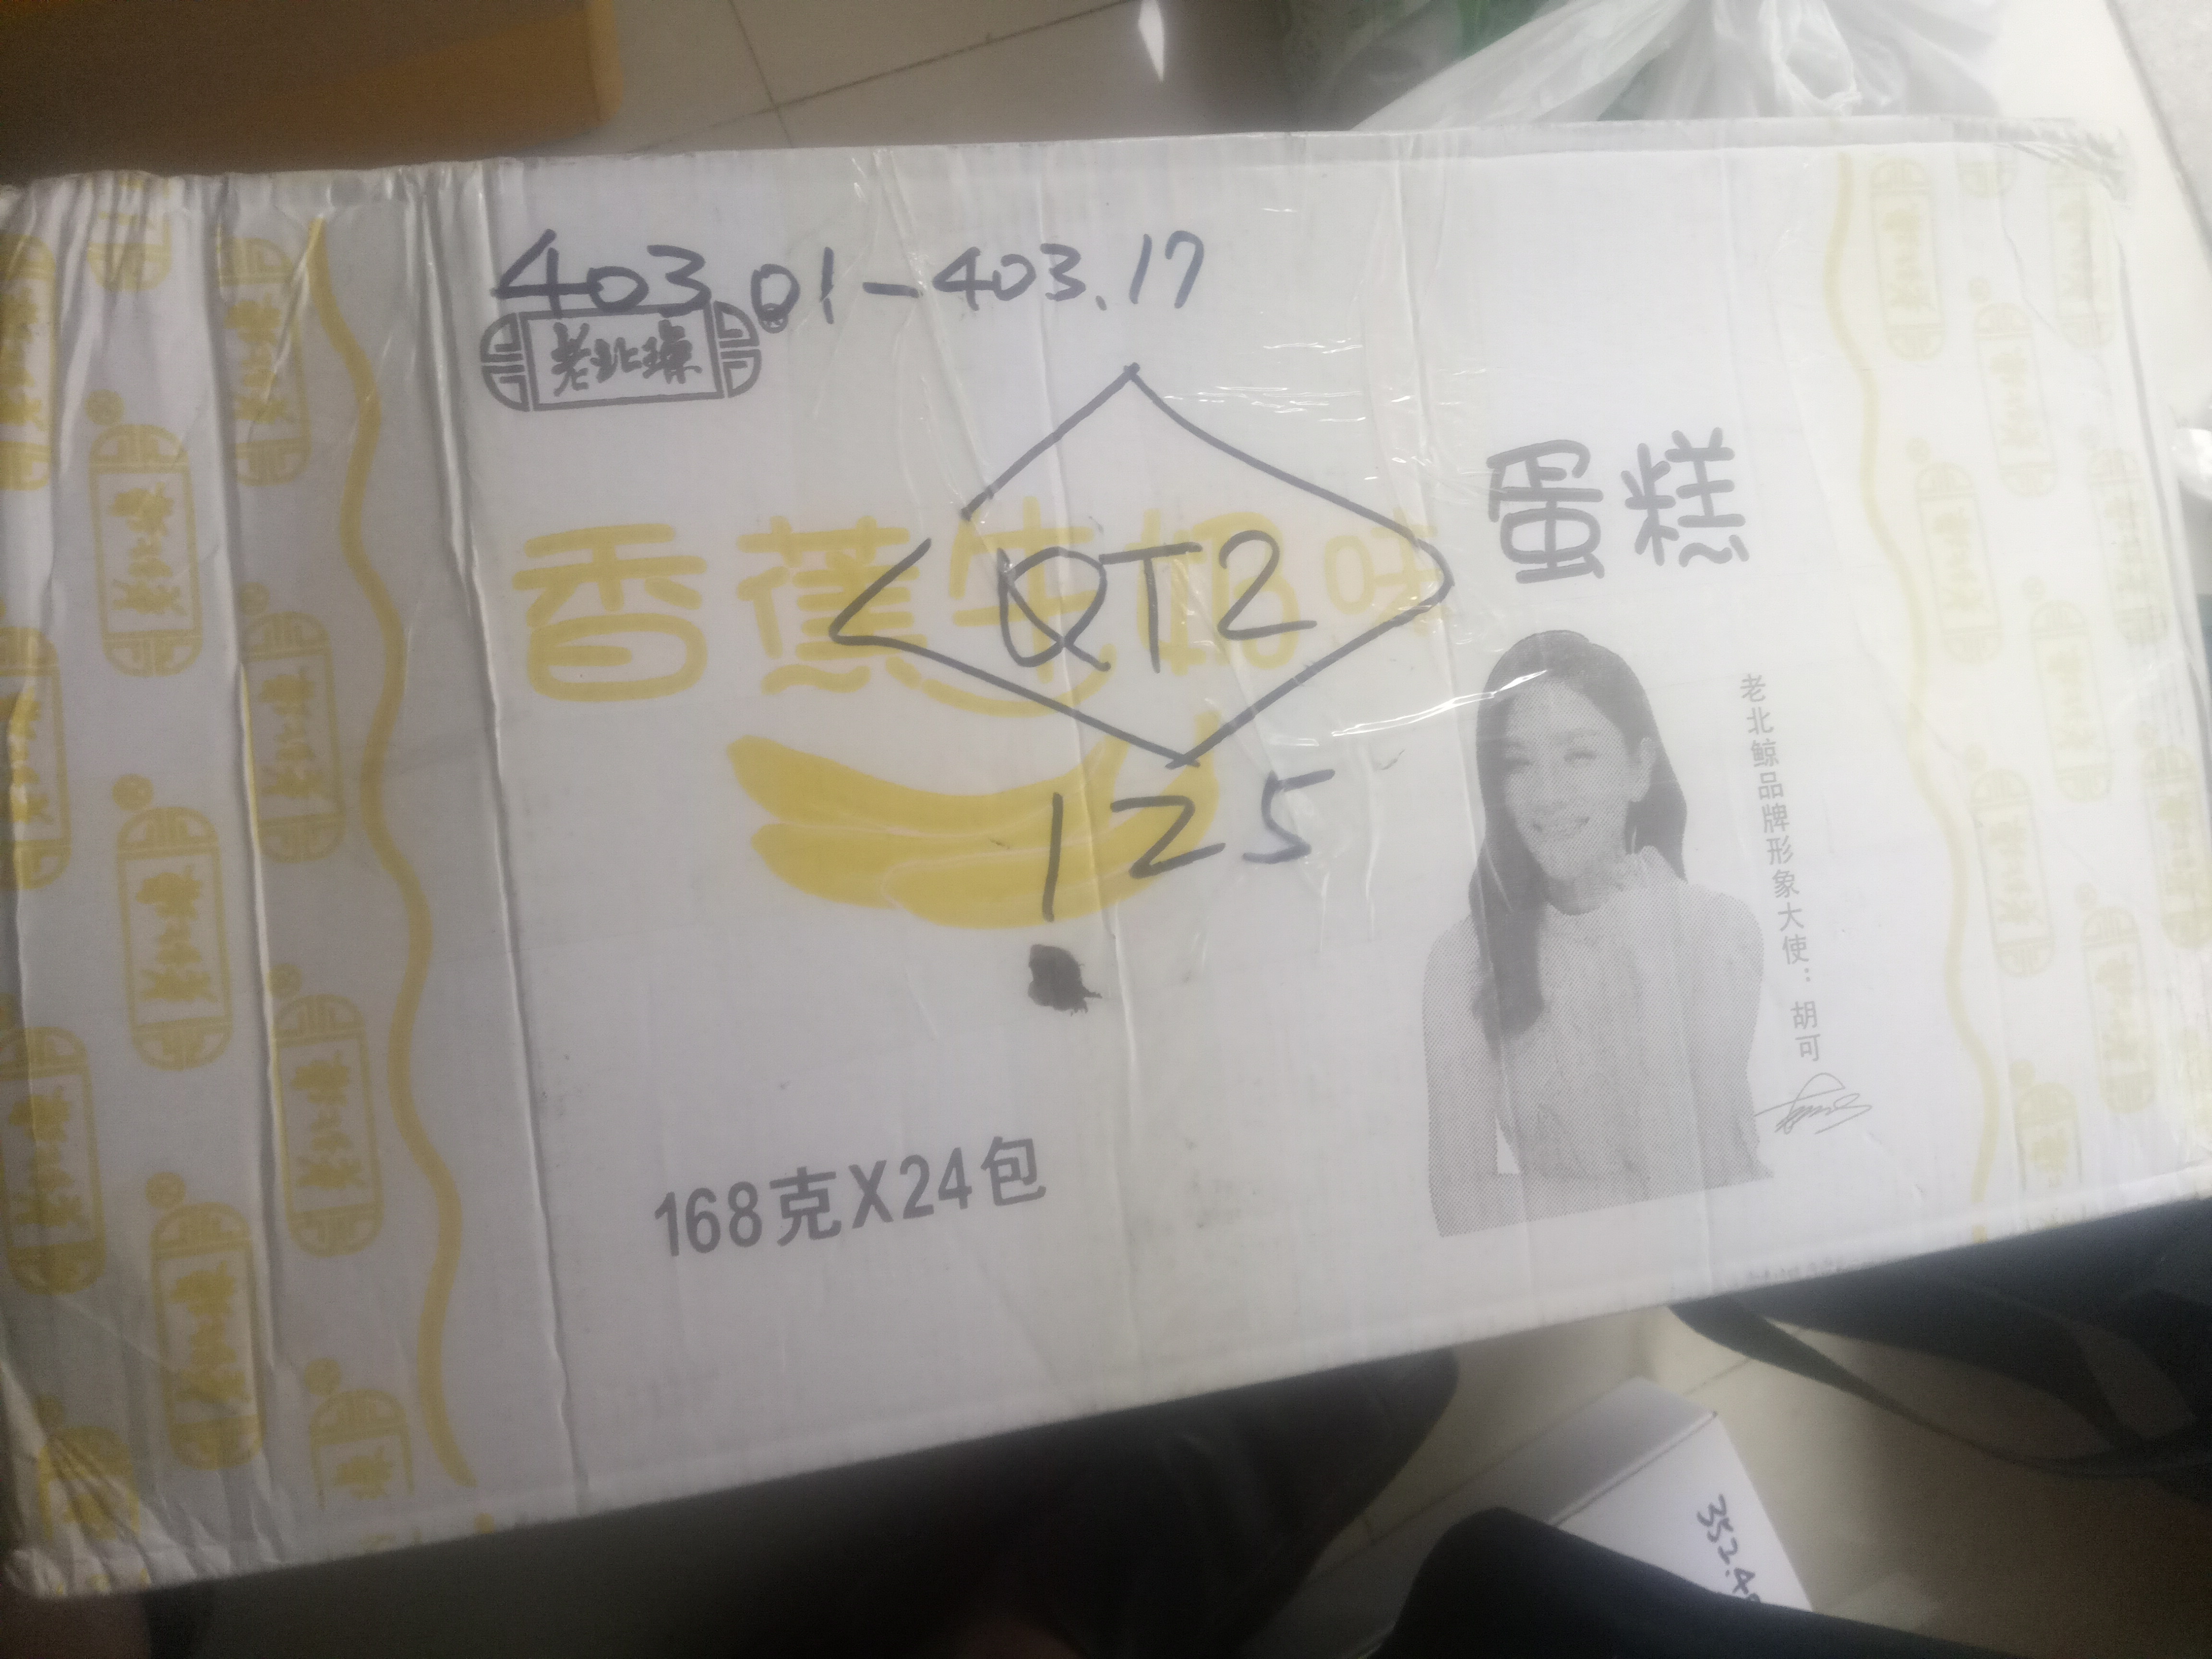 403.01-403.17
老北鲸
蛋糕
香蕉牛奶味
QT2
125
老北鲸品牌形象大使：胡可
168克X24包